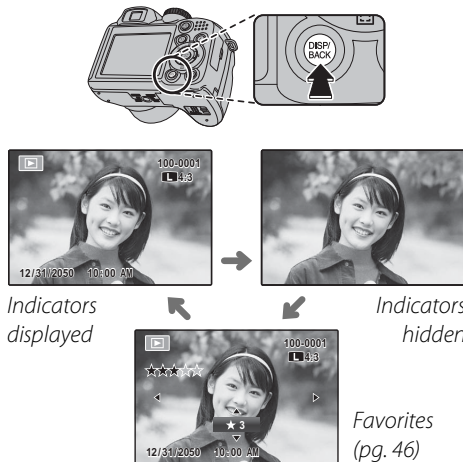 DISP/
BACK
100-0001
L 4:3
12/31/2050 10:00 AM
Indicators
displayed
Indicators
hidden
100-0001
L 4:3
★ 3
12/31/2050 10:00 AM
Favorites
(pg. 46)